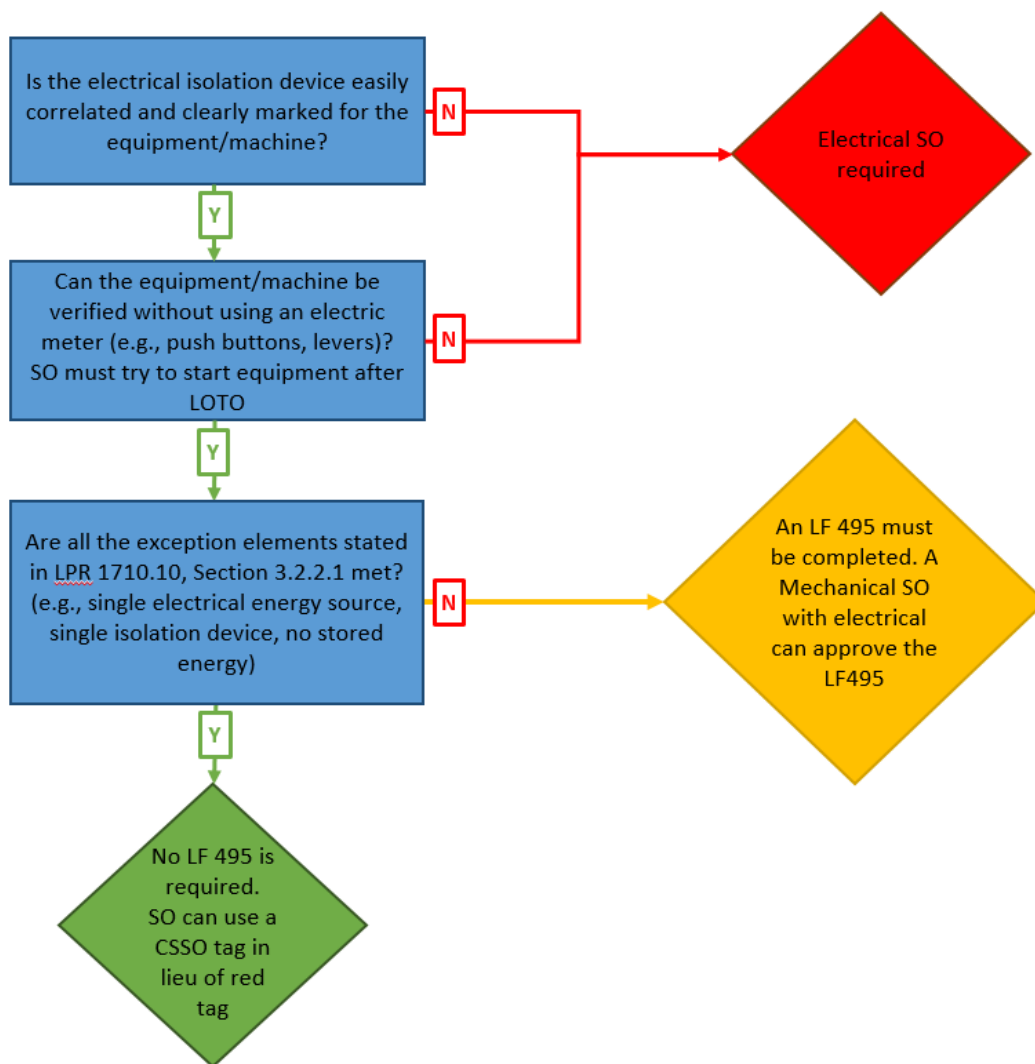 Is the electrical isolation device easily
correlated and clearly marked for the
equipment/machine?
N
Electrical SO
required
Y
Can the equipment/machine be
verified without using an electric
meter (e.g., push buttons, levers)?
SO must try to start equipment after
LOTO
N
Y
Are all the exception elements stated
in LPR 1710.10, Section 3.2.2.1 met?
(e.g., single electrical energy source,
single isolation device, no stored
energy)
N
An LF 495 must
be completed. A
Mechanical SO
with electrical
can approve the
LF495
Y
No LF 495 is
required.
SO can use a
CSSO tag in
lieu of red
tag